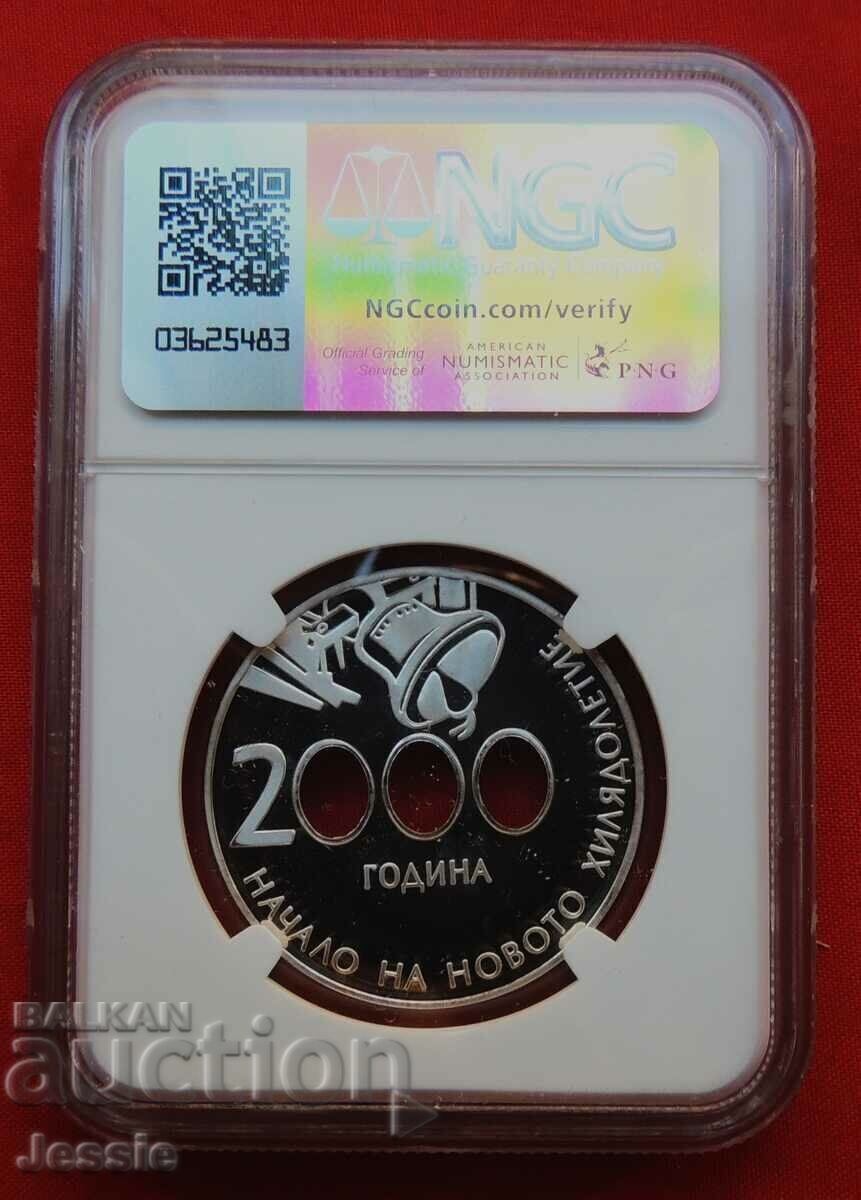 NGC
Numismatic Guaranty Company
NGCcoin.com/verify
03625483
Official Grading
Service of
AMERICAN
NUMISMATIC
ASSOCIATION
PNG
2000
ГОДИНА
НАЧАЛО НА НОВОТО ХИЛЯДОЛЕТИЕ
BALKAN
auction
Jessie